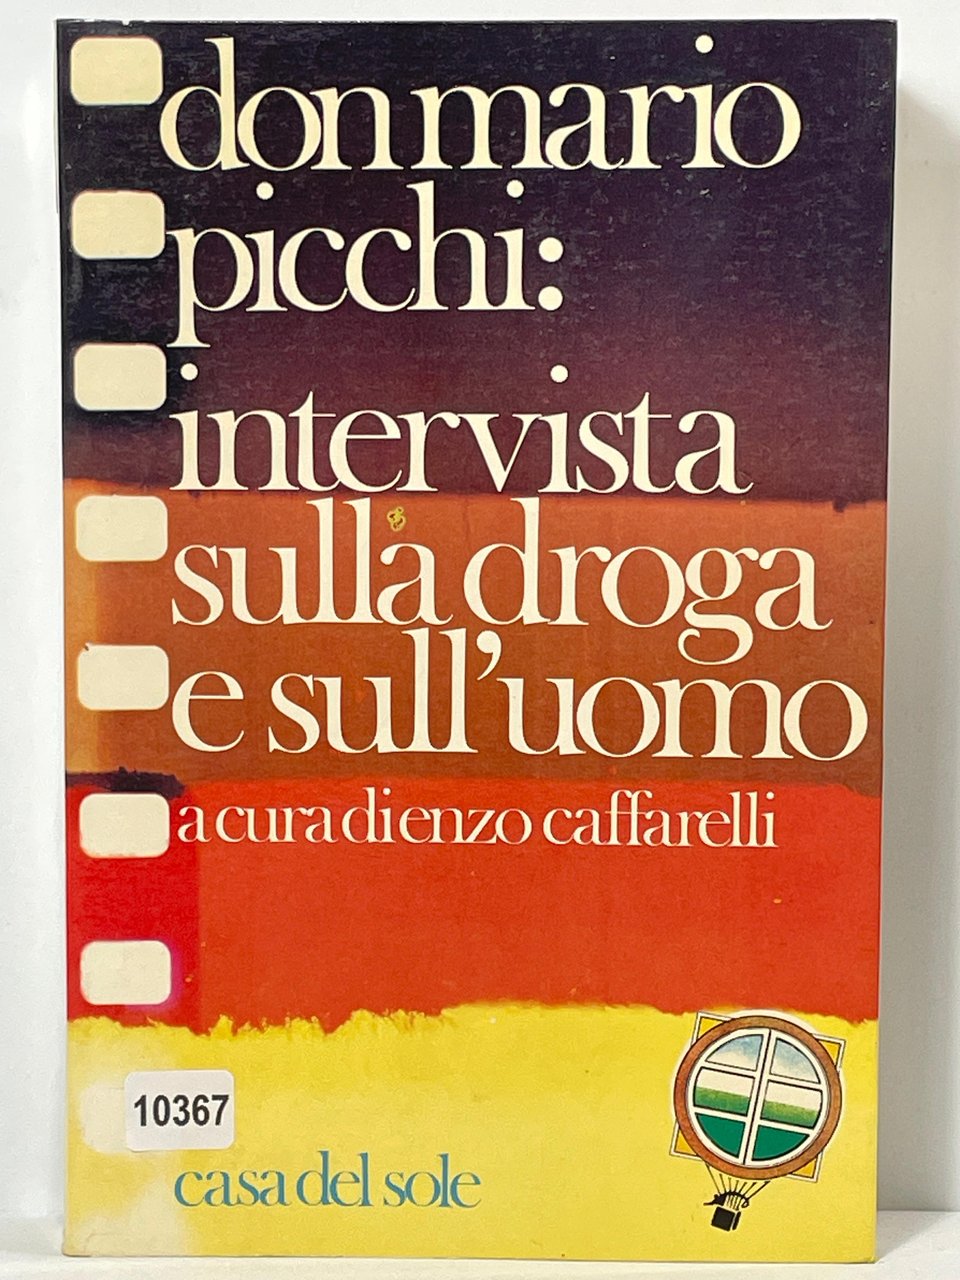 don mario
picchi:
intervista
sulla droga
e sull'uomo
a cura di enzo caffarelli
10367
casa del sole